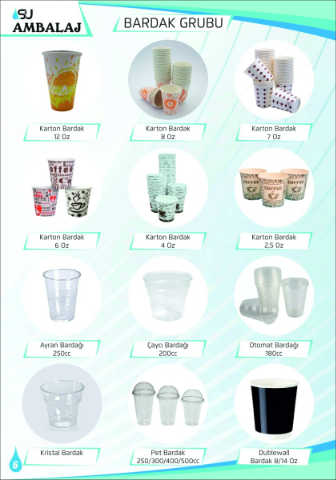 SU
AMBALAJ
BARDAK GRUBU
Karton Bardak
12 Oz
Karton Bardak
8 Oz
Karton Bardak
7 Oz
Karton Bardak
6 Oz
Karton Bardak
4 Oz
Karton Bardak
2,5 Oz
Ayran Bardağı
250cc
Çaycı Bardağı
200cc
Otomat Bardağı
180cc
Kristal Bardak
Pet Bardak
250/300/400/500cc
Dublewall
Bardak 8/14 Oz.
6